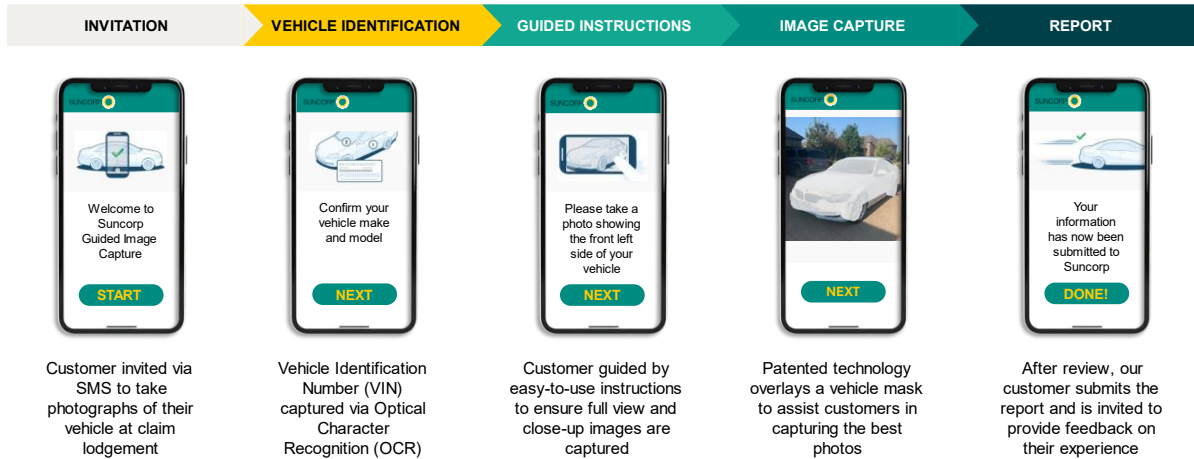 INVITATION
VEHICLE IDENTIFICATION
GUIDED INSTRUCTIONS
IMAGE CAPTURE
REPORT
SUNCORP
Welcome to
Suncorp
Guided Image
Capture
START
SUNCORP
Confirm your
vehicle make
and model
NEXT
SUNCORP
Please take a
photo showing
the front left
side of your
vehicle
NEXT
SUNCORP
NEXT
SUNCORP
Your
information
has now been
submitted to
Suncorp
DONE!
Customer invited via
SMS to take
photographs of their
vehicle at claim
lodgement
Vehicle Identification
Number (VIN)
captured via Optical
Character
Recognition (OCR)
Customer guided by
easy-to-use instructions
to ensure full view and
close-up images are
captured
Patented technology
overlays a vehicle mask
to assist customers in
capturing the best
photos
After review, our
customer submits the
report and is invited to
provide feedback on
their experience